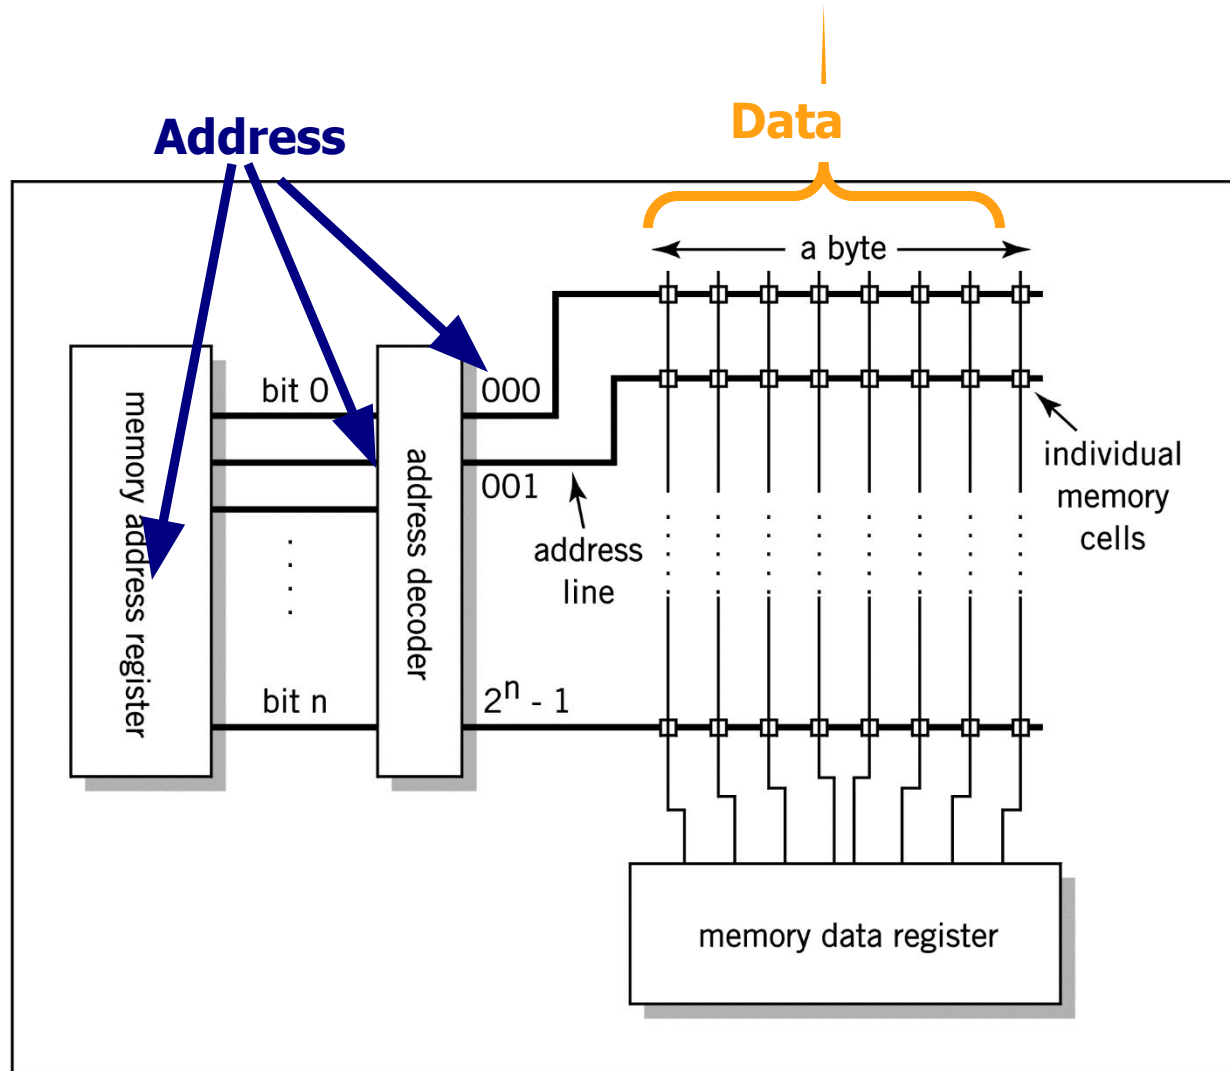 Data
Address
a byte
bit 0
000
memory address register
address decoder
001
individual
memory
cells
address
line
bit n
2ⁿ - 1
memory data register